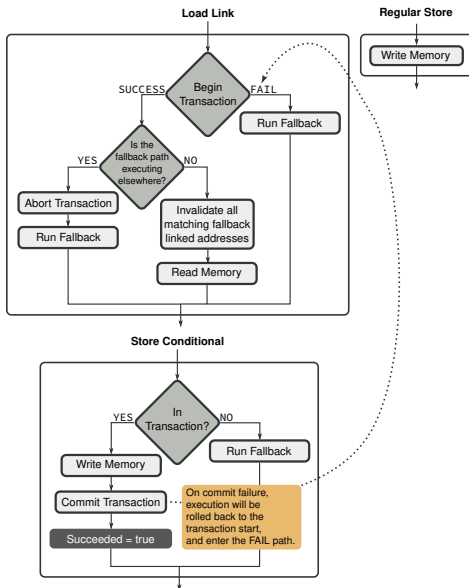 Load Link
Regular Store
Write Memory
Begin
Transaction
SUCCESS
FAIL
Run Fallback
Is the
fallback path
executing
elsewhere?
YES
NO
Abort Transaction
Run Fallback
Invalidate all
matching fallback
linked addresses
Read Memory
Store Conditional
In
Transaction?
YES
NO
Write Memory
Run Fallback
Commit Transaction
On commit failure,
execution will be
rolled back to the
transaction start,
and enter the FAIL path.
Succeeded = true